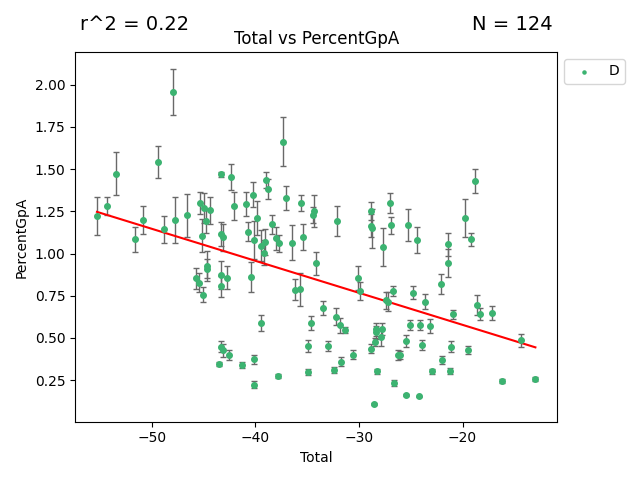 r^2 = 0.22
N = 124
Total vs PercentGpA
D
PercentGpA
2.00
1.75
1.50
1.25
1.00
0.75
0.50
0.25
−50
−40
−30
−20
Total